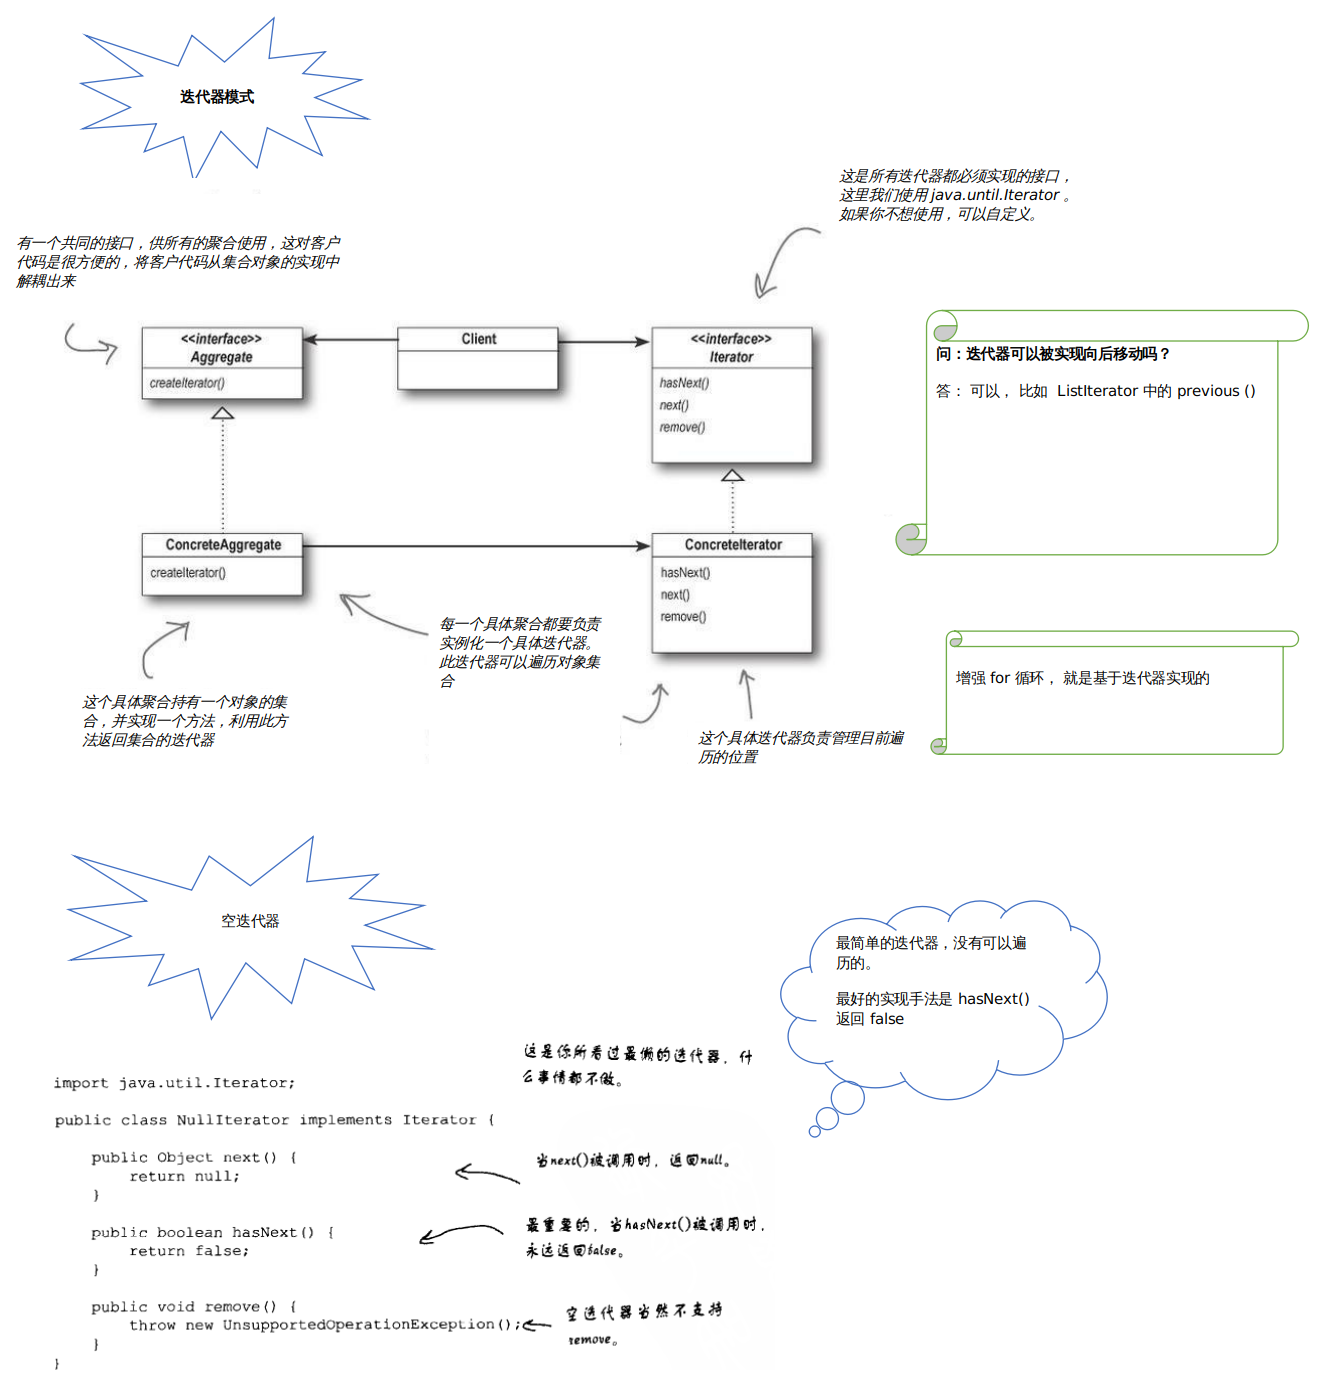 迭代器模式
这是所有迭代器都必须实现的接口，
这里我们使用 java.until.Iterator 。
如果你不想使用，可以自定义。
有一个共同的接口，供所有的聚合使用，这对客户
代码是很方便的，将客户代码从集合对象的实现中
解耦出来
<<interface>>
Aggregate
createIterator()
Client
<<interface>>
Iterator
hasNext()
next()
remove()
问：迭代器可以被实现向后移动吗？
答： 可以， 比如 ListIterator 中的 previous ()
ConcreteAggregate
createIterator()
ConcreteIterator
hasNext()
next()
remove()
每一个具体聚合都要负责
实例化一个具体迭代器。
此迭代器可以遍历对象集
合
增强 for 循环， 就是基于迭代器实现的
这个具体聚合持有一个对象的集
合，并实现一个方法，利用此方
法返回集合的迭代器
这个具体迭代器负责管理目前遍
历的位置
空迭代器
最简单的迭代器，没有可以遍
历的。
最好的实现手法是 hasNext()
返回 false
这是你所看过最懒的迭代器，什
么事情都不做。
import java.util.Iterator;
public class NullIterator implements Iterator {
public Object next() {
return null;
}
当next()被调用时，返回null。
public boolean hasNext() {
return false;
}
最重要的，当hasNext()被调用时，
永远返回false。
public void remove() {
throw new UnsupportedOperationException();
}
}
空迭代器当然不支持
remove。